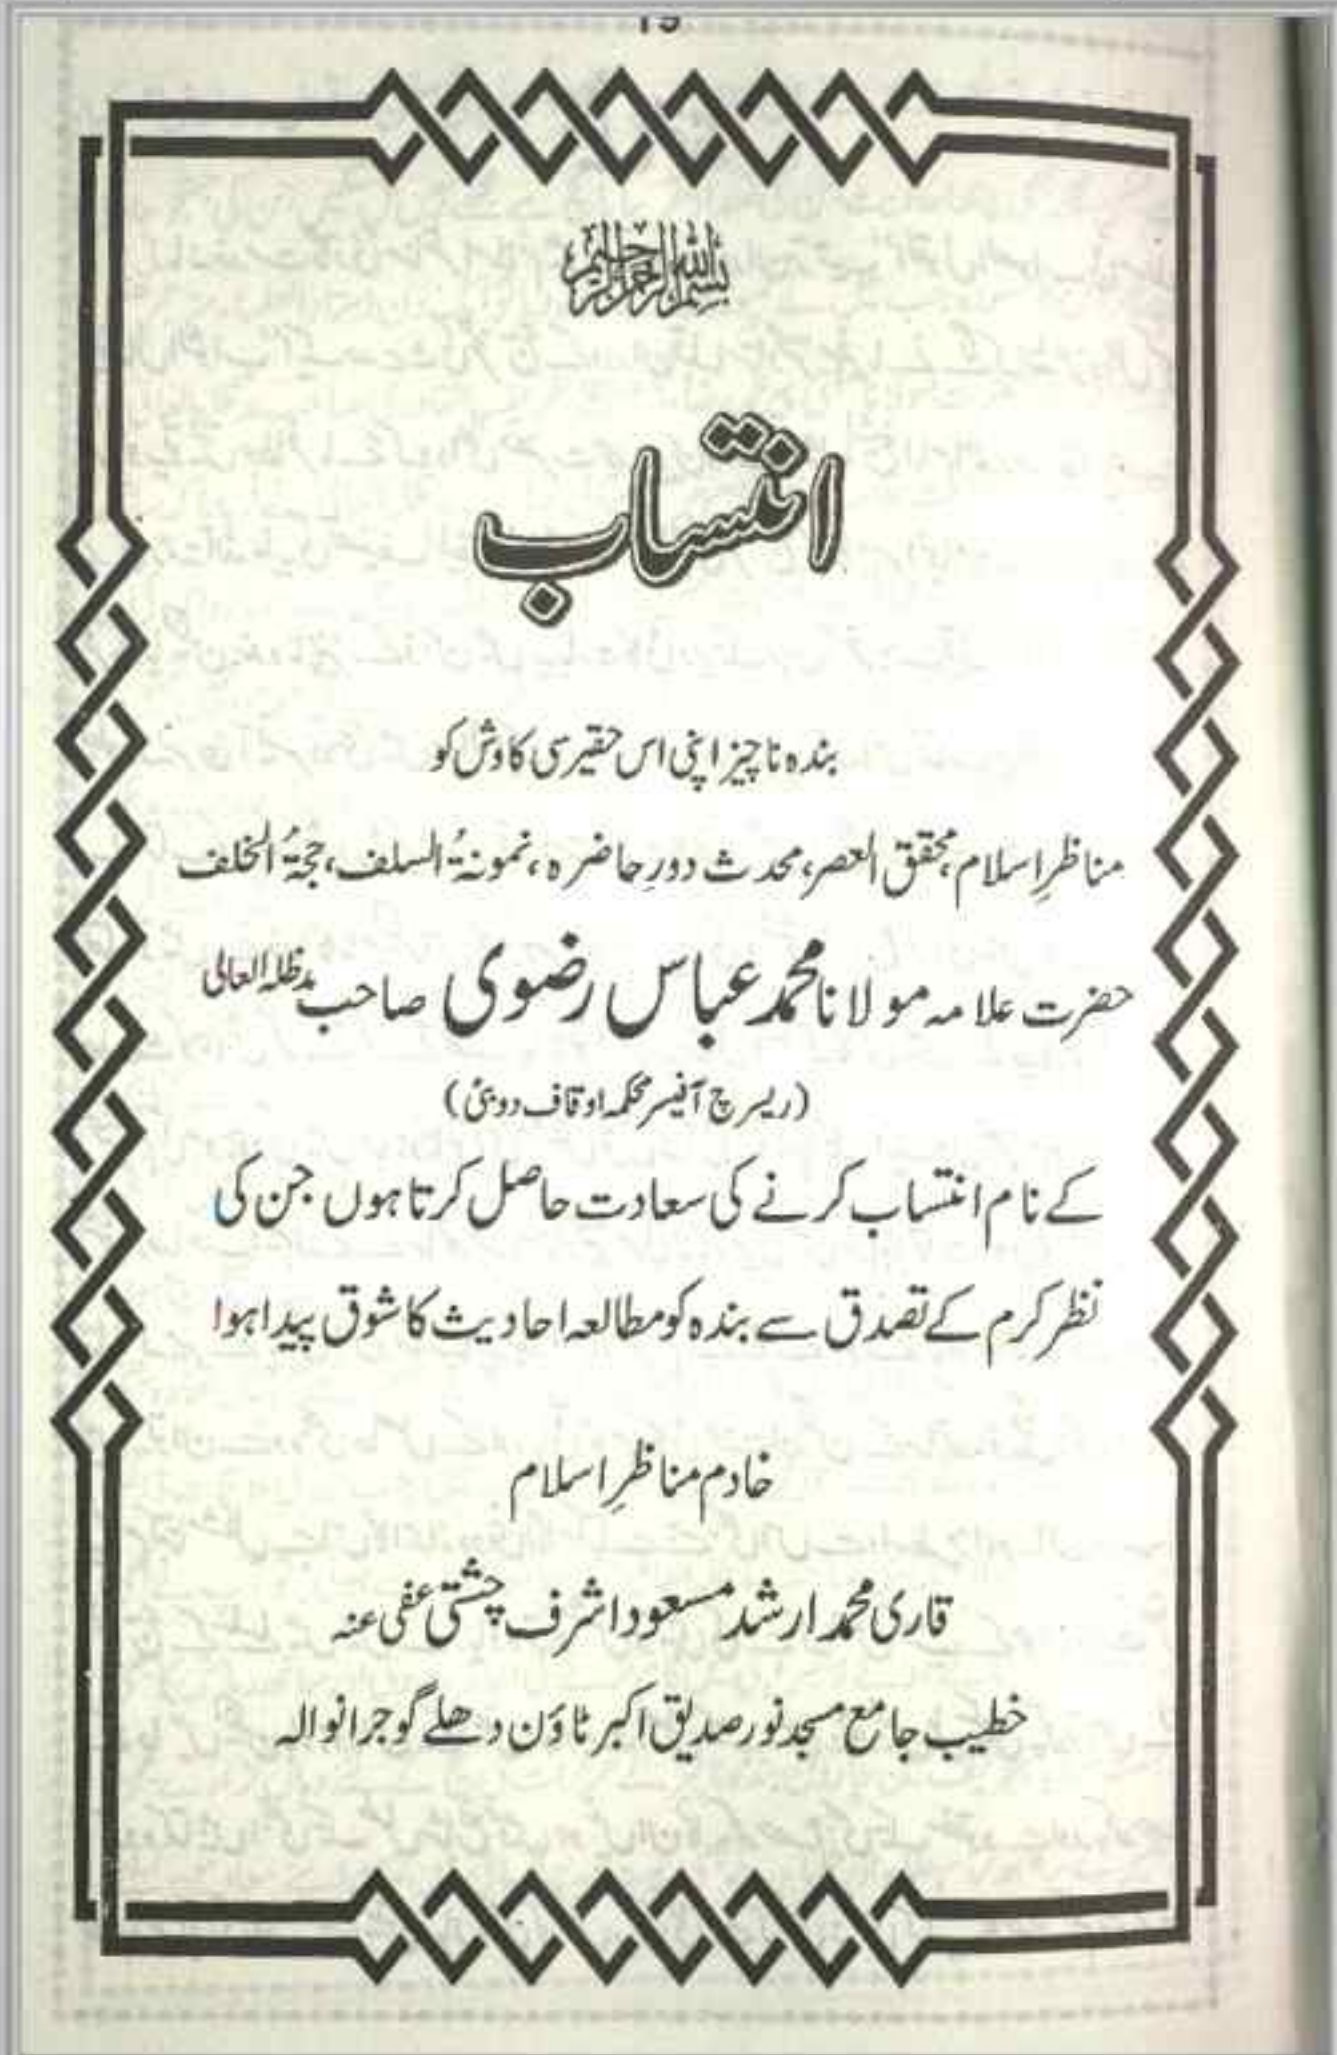 بسم اللہ الرحمن الرحیم
انتساب
بندہ ناچیز اپنی اس حقیر سی کاوش کو
مناظرِ اسلام، محقق العصر، محدث دورِ حاضرہ، نمونۃُ السلف، حجۃُ الخلف
حضرت علامہ مولانا محمد عباس رضوی صاحب مدظلہ العالی
(ریسرچ آفیسر محکمہ اوقاف دوبئی)
کے نام انتساب کرنے کی سعادت حاصل کرتا ہوں جن کی
نظر کرم کے تصدق سے بندہ کو مطالعہ احادیث کا شوق پیدا ہوا
خادم مناظرِ اسلام
قاری محمد ارشد مسعود اشرف چشتی عفی عنہ
خطیب جامع مسجد نور صدیق اکبر ٹاؤن دھلے گوجرانوالہ